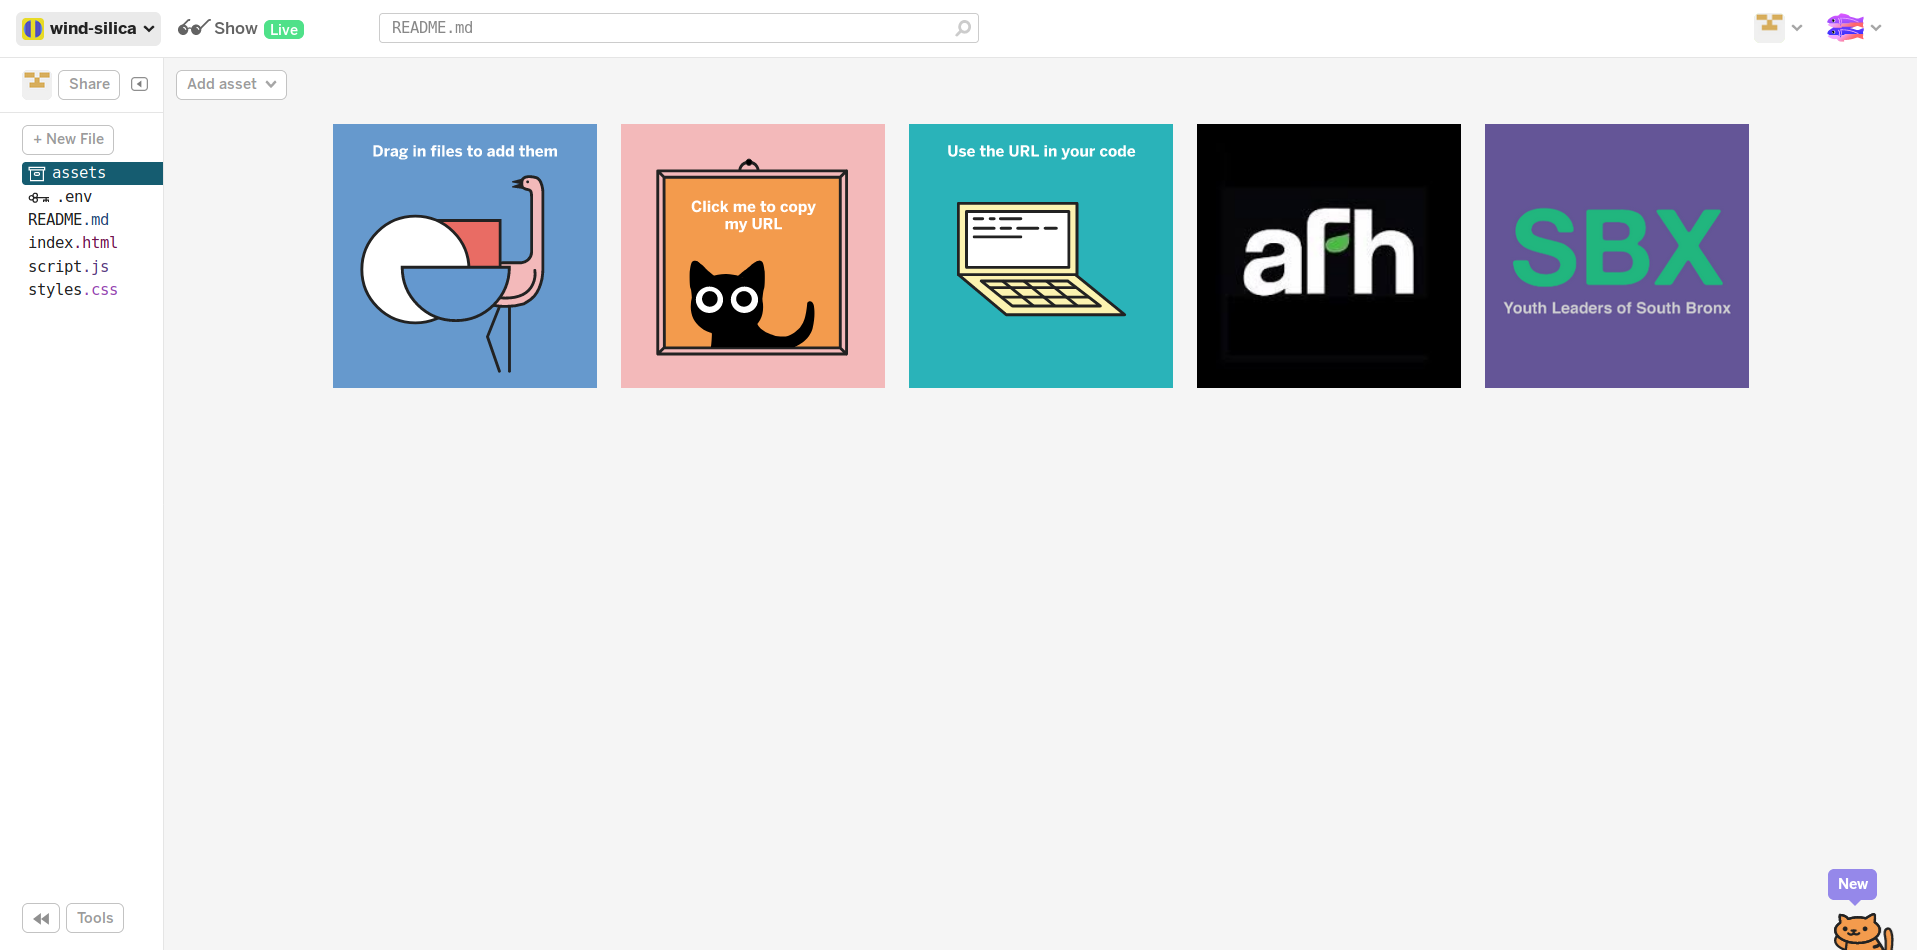 wind-silica
Show Live
README.md
Share
Add asset
+ New File
assets
.env
README.md
index.html
script.js
styles.css
Drag in files to add them
Click me to copy
my URL
Use the URL in your code
afh
SBX
Youth Leaders of South Bronx
Tools
New